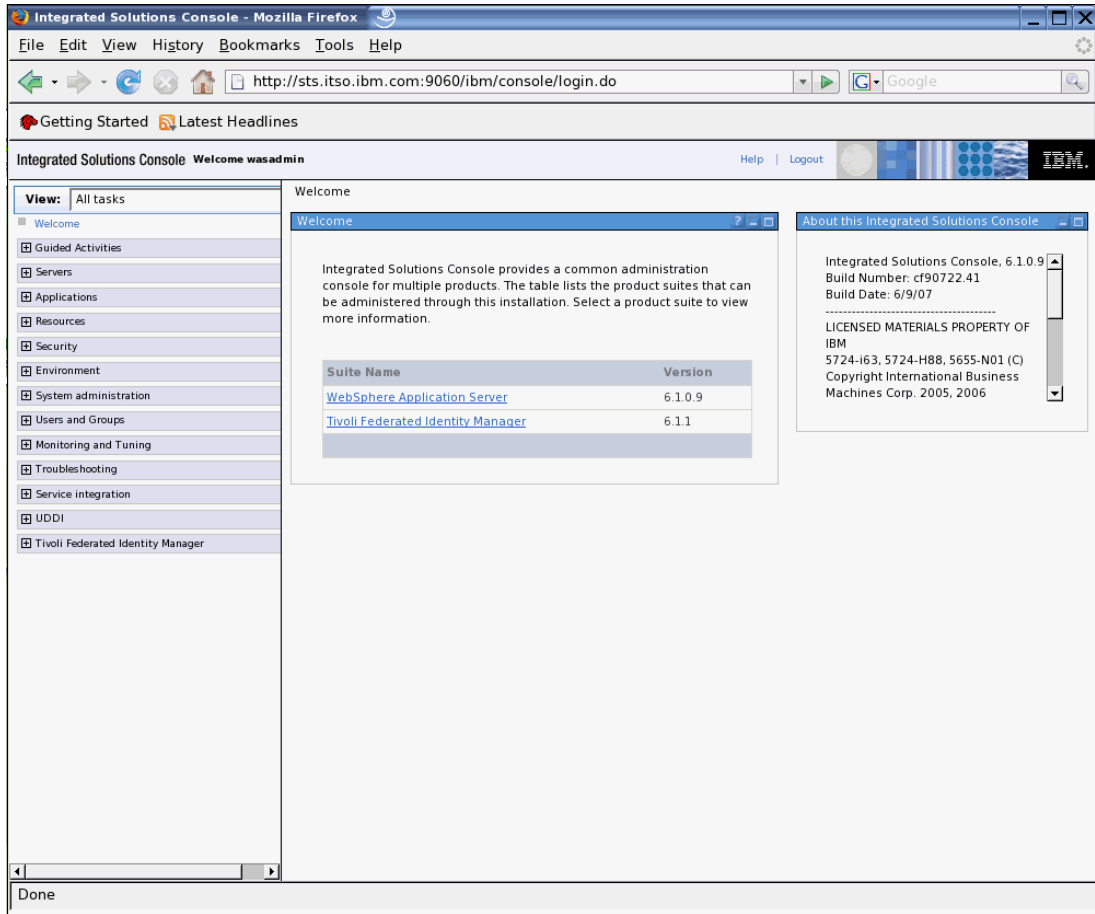 Integrated Solutions Console - Mozilla Firefox
File Edit View History Bookmarks Tools Help
http://sts.itso.ibm.com:9060/ibm/console/login.do
G Google
Getting Started Latest Headlines
Integrated Solutions Console Welcome wasadmin
Help | Logout
IBM.
View: All tasks
Welcome
Guided Activities
Servers
Applications
Resources
Security
Environment
System administration
Users and Groups
Monitoring and Tuning
Troubleshooting
Service integration
UDDI
Tivoli Federated Identity Manager
Welcome
Welcome
?
Integrated Solutions Console provides a common administration
console for multiple products. The table lists the product suites that can
be administered through this installation. Select a product suite to view
more information.
Suite Name Version
WebSphere Application Server 6.1.0.9
Tivoli Federated Identity Manager 6.1.1
About this Integrated Solutions Console
Integrated Solutions Console, 6.1.0.9
Build Number: cf90722.41
Build Date: 6/9/07
----------------------------------------
LICENSED MATERIALS PROPERTY OF
IBM
5724-i63, 5724-H88, 5655-N01 (C)
Copyright International Business
Machines Corp. 2005, 2006
Done